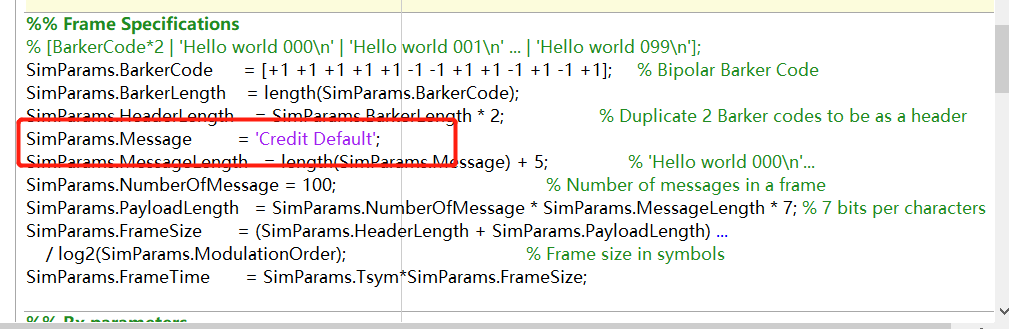 %% Frame Specifications
% [BarkerCode*2 | 'Hello world 000\n' | 'Hello world 001\n' ... | 'Hello world 099\n'];
SimParams.BarkerCode = [+1 +1 +1 +1 +1 -1 -1 +1 +1 -1 +1 -1 +1]; % Bipolar Barker Code
SimParams.BarkerLength = length(SimParams.BarkerCode);
SimParams.HeaderLength = SimParams.BarkerLength * 2; % Duplicate 2 Barker codes to be as a header
SimParams.Message = 'Credit Default';
SimParams.MessageLength = length(SimParams.Message) + 5; % 'Hello world 000\n'...
SimParams.NumberOfMessage = 100; % Number of messages in a frame
SimParams.PayloadLength = SimParams.NumberOfMessage * SimParams.MessageLength * 7; % 7 bits per characters
SimParams.FrameSize = (SimParams.HeaderLength + SimParams.PayloadLength) ...
/ log2(SimParams.ModulationOrder); % Frame size in symbols
SimParams.FrameTime = SimParams.Tsym*SimParams.FrameSize;
%% Rx parameters